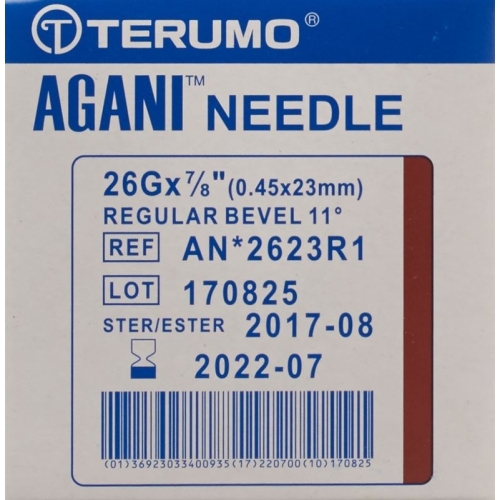 TERUMO®
AGANI™ NEEDLE
26Gx 7/8" (0.45x23mm)
REGULAR BEVEL 11°
REF AN*2623R1
LOT 170825
STER/ESTER 2017-08
2022-07
(01)36923033400935(17)220700(10)170825